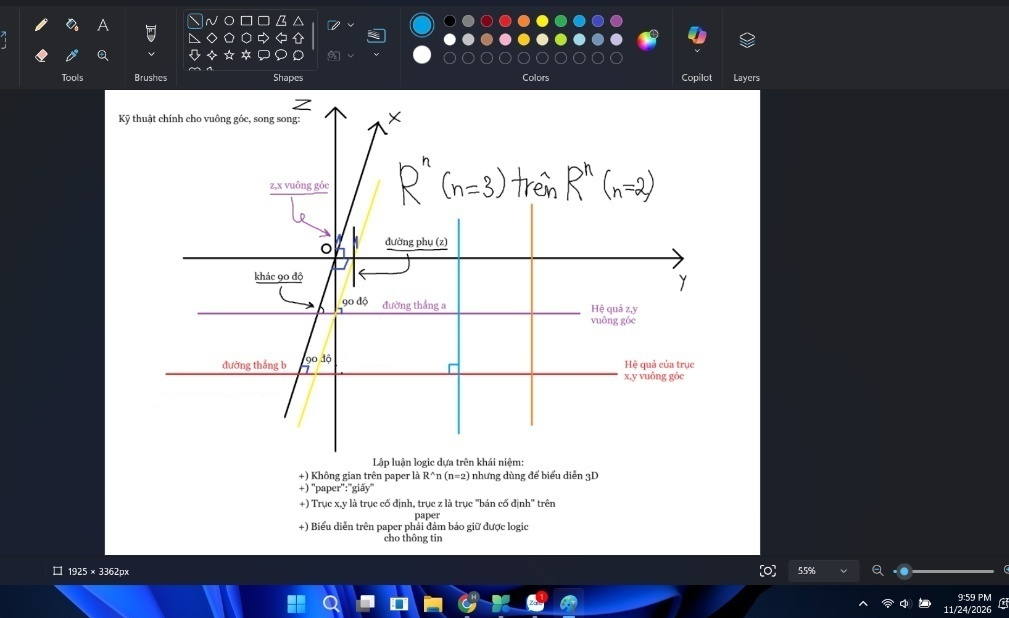 Tools
Brushes
Shapes
Colors
Copilot
Layers
Kỹ thuật chính cho vuông góc, song song:
Z
X
R^n (n=3) trên R^n (n=2)
z,x vuông góc
O
đường phụ (z)
Y
khác 90 độ
90 độ
đường thẳng a
Hệ quả z,y
vuông góc
đường thẳng b
90 độ
Hệ quả của trục
x,y vuông góc
Lập luận logic dựa trên khái niệm:
+) Không gian trên paper là R^n (n=2) nhưng dùng để biểu diễn 3D
+) "paper":"giấy"
+) Trục x,y là trục cố định, trục z là trục "bán cố định" trên
paper
+) Biểu diễn trên paper phải đảm bảo giữ được logic
cho thông tin
1925 × 3362px
55%
Zalo
1
9:59 PM
11/24/2026